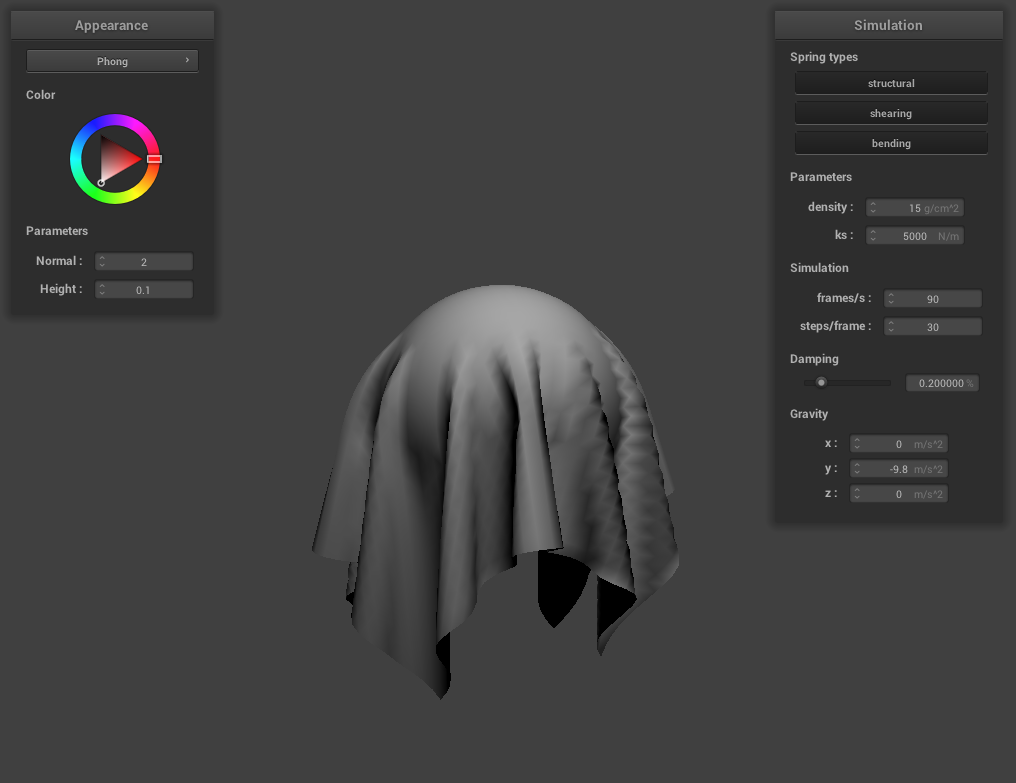 Appearance
Phong ›
Color
Parameters
Normal : 2
Height : 0.1
Simulation
Spring types
structural
shearing
bending
Parameters
density : 15 g/cm^2
ks : 5000 N/m
Simulation
frames/s : 90
steps/frame : 30
Damping
0.200000 %
Gravity
x : 0 m/s^2
y : -9.8 m/s^2
z : 0 m/s^2